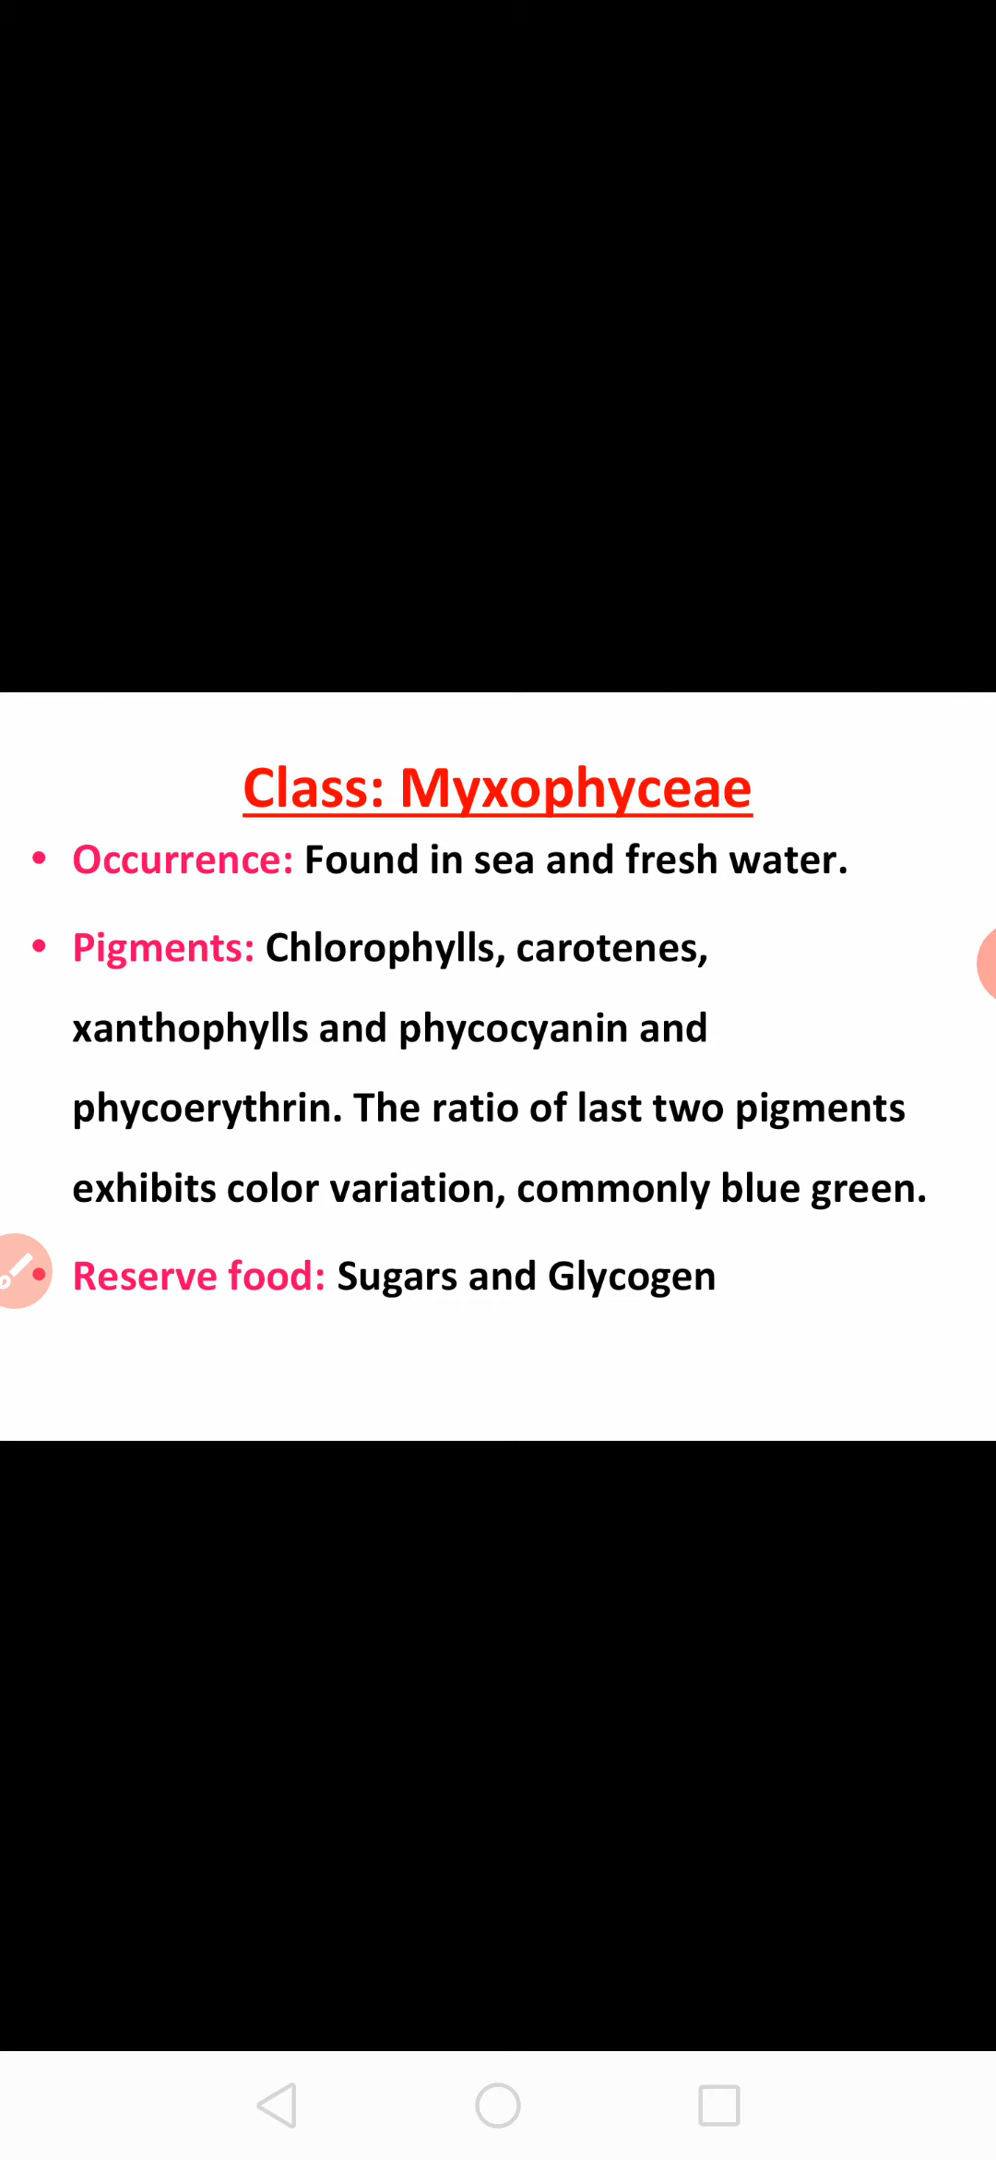 Class: Myxophyceae
• Occurrence: Found in sea and fresh water.
• Pigments: Chlorophylls, carotenes,
xanthophylls and phycocyanin and
phycoerythrin. The ratio of last two pigments
exhibits color variation, commonly blue green.
• Reserve food: Sugars and Glycogen